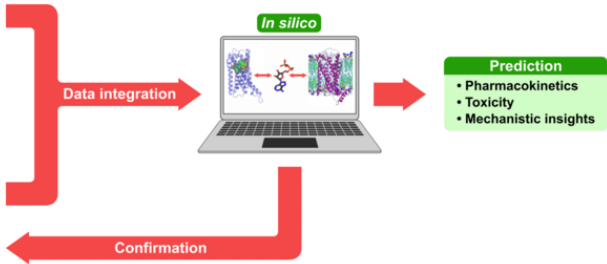 In silico
Data integration
Prediction
• Pharmacokinetics
• Toxicity
• Mechanistic insights
Confirmation